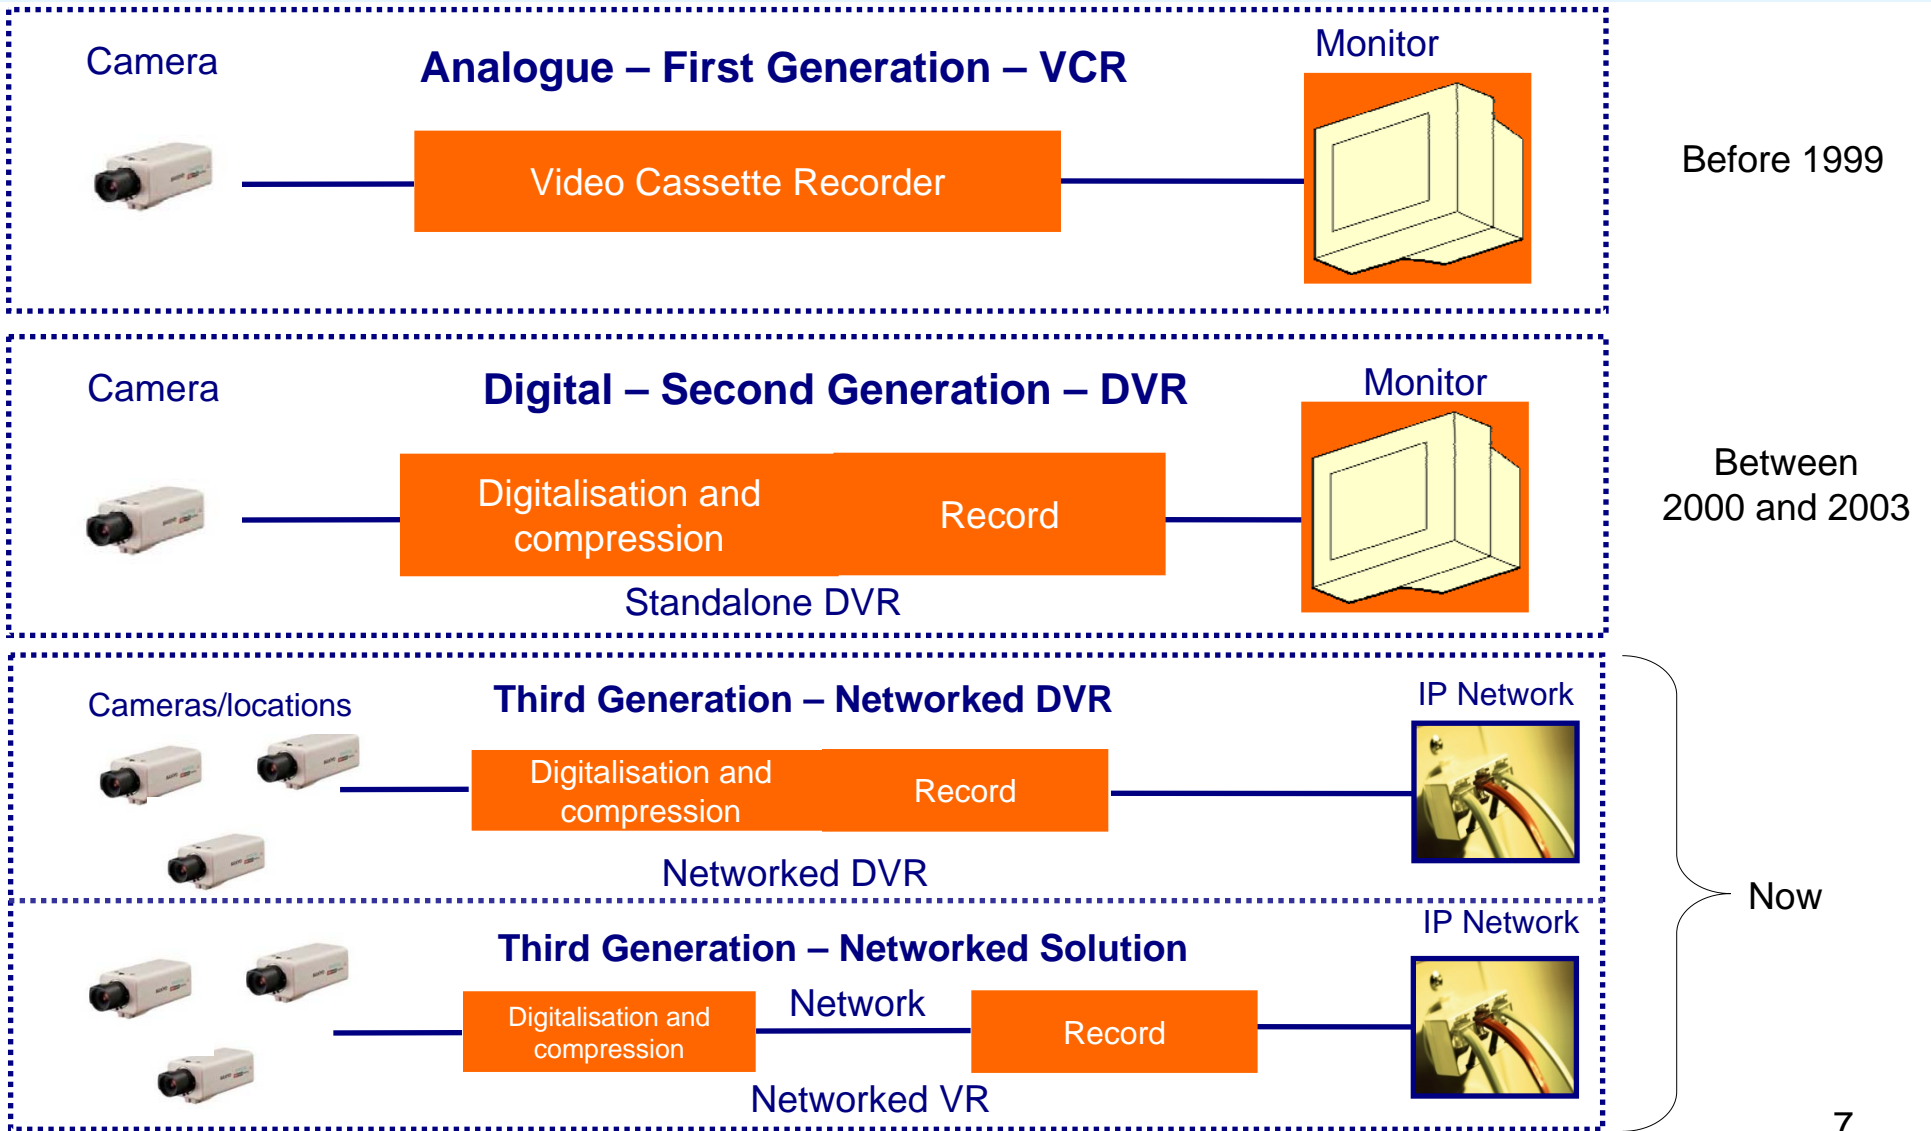 Camera
Analogue – First Generation – VCR
Monitor
Video Cassette Recorder
Before 1999
Camera
Digital – Second Generation – DVR
Monitor
Digitalisation and
compression
Record
Standalone DVR
Between
2000 and 2003
Cameras/locations
Third Generation – Networked DVR
IP Network
Digitalisation and
compression
Record
Networked DVR
Now
Third Generation – Networked Solution
IP Network
Network
Digitalisation and
compression
Record
Networked VR
7